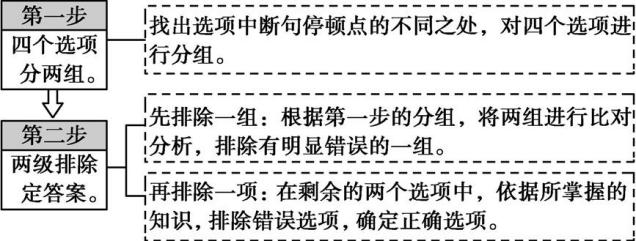 第一步
四个选项
分两组。
找出选项中断句停顿点的不同之处，对四个选项进
行分组。
第二步
两级排除
定答案。
先排除一组：根据第一步的分组，将两组进行比对
分析，排除有明显错误的一组。
再排除一项：在剩余的两个选项中，依据所掌握的
知识，排除错误选项，确定正确选项。